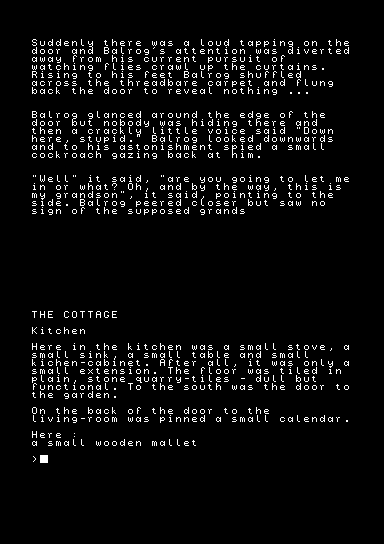 Suddenly there was a loud tapping on the
door and Balrog's attention was diverted
away from his current pursuit of
watching flies crawl up the curtains.
Rising to his feet Balrog shuffled
across the threadbare carpet and flung
back the door to reveal nothing ...
Balrog glanced around the edge of the
door but nobody was hiding there and
then a crackly little voice said "Down
here, stupid." Balrog looked downwards
and to his astonishment spied a small
cockroach gazing back at him.
"Well" it said, "are you going to let me
in or what? Oh, and by the way, this is
my grandson", it said, pointing to the
side. Balrog peered closer but saw no
sign of the supposed grands
THE COTTAGE
Kitchen
Here in the kitchen was a small stove, a
small sink, a small table and small
kichen-cabinet. After all, it was only a
small extension. The floor was tiled in
plain, stone quarry-tiles - dull but
functional. To the south was the door to
the garden.
On the back of the door to the
living-room was pinned a small calendar.
Here :
a small wooden mallet
>